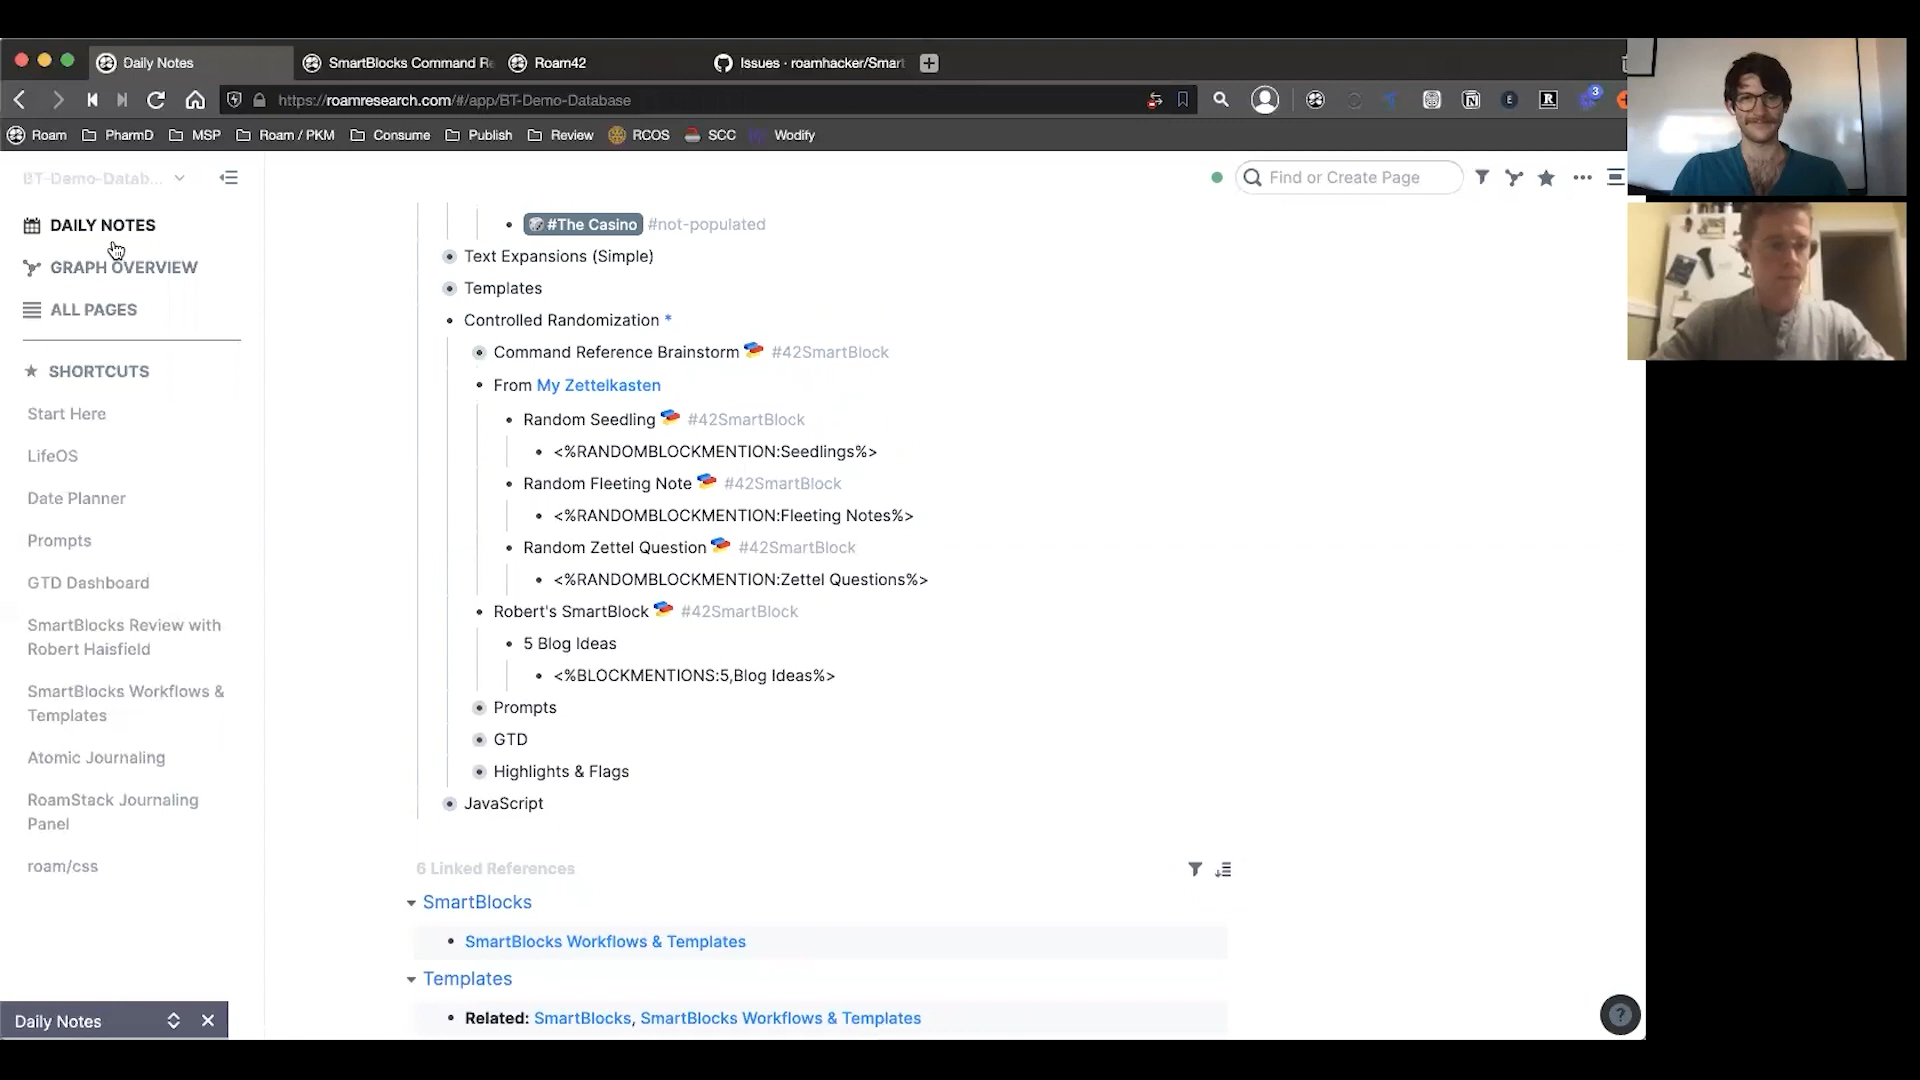 Daily Notes
SmartBlocks Command Re
Roam42
Issues · roamhacker/Smart
https://roamresearch.com/#/app/BT-Demo-Database
3
Roam
PharmD
MSP
Roam / PKM
Consume
Publish
Review
RCOS
SCC
Wodify
BT-Demo-Datab...
Find or Create Page
DAILY NOTES
GRAPH OVERVIEW
ALL PAGES
SHORTCUTS
Start Here
LifeOS
Date Planner
Prompts
GTD Dashboard
SmartBlocks Review with
Robert Haisfield
SmartBlocks Workflows &
Templates
Atomic Journaling
RoamStack Journaling
Panel
roam/css
Daily Notes
#The Casino #not-populated
Text Expansions (Simple)
Templates
Controlled Randomization *
Command Reference Brainstorm #42SmartBlock
From My Zettelkasten
Random Seedling #42SmartBlock
<%RANDOMBLOCKMENTION:Seedlings%>
Random Fleeting Note #42SmartBlock
<%RANDOMBLOCKMENTION:Fleeting Notes%>
Random Zettel Question #42SmartBlock
<%RANDOMBLOCKMENTION:Zettel Questions%>
Robert's SmartBlock #42SmartBlock
5 Blog Ideas
<%BLOCKMENTIONS:5,Blog Ideas%>
Prompts
GTD
Highlights & Flags
JavaScript
6 Linked References
SmartBlocks
SmartBlocks Workflows & Templates
Templates
Related: SmartBlocks, SmartBlocks Workflows & Templates